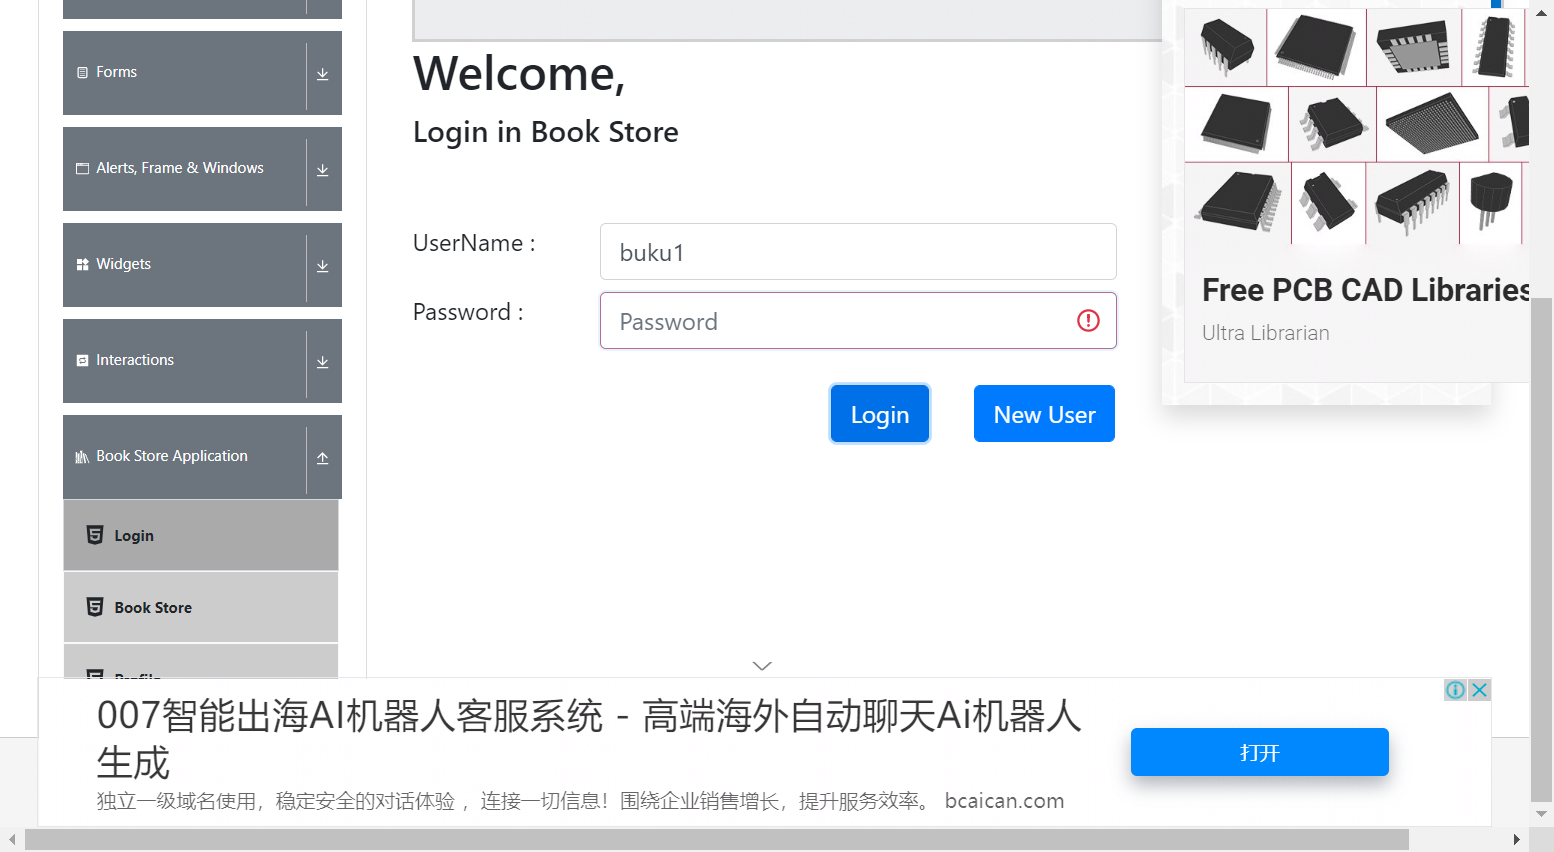 Forms
Alerts, Frame & Windows
Widgets
Interactions
Book Store Application
Login
Book Store
Profile
Welcome,
Login in Book Store
UserName :
buku1
Password :
Password
Login
New User
Free PCB CAD Libraries
Ultra Librarian
007智能出海AI机器人客服系统 - 高端海外自动聊天Ai机器人
生成
独立一级域名使用，稳定安全的对话体验 ，连接一切信息！围绕企业销售增长，提升服务效率。 bcaican.com
打开